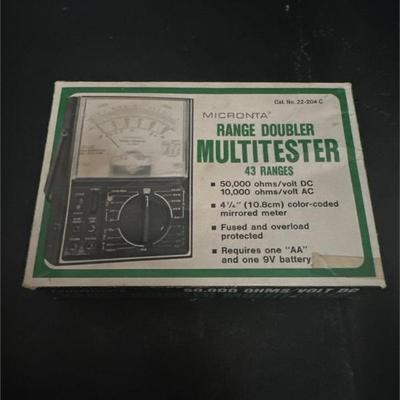 Cat. No. 22-204 C
MICRONTA®
RANGE DOUBLER
MULTITESTER
43 RANGES
■ 50,000 ohms/volt DC
10,000 ohms/volt AC
■ 4¼" (10.8cm) color-coded
mirrored meter
■ Fused and overload
protected
■ Requires one "AA"
and one 9V battery
50,000 OHMS/VOLT DC